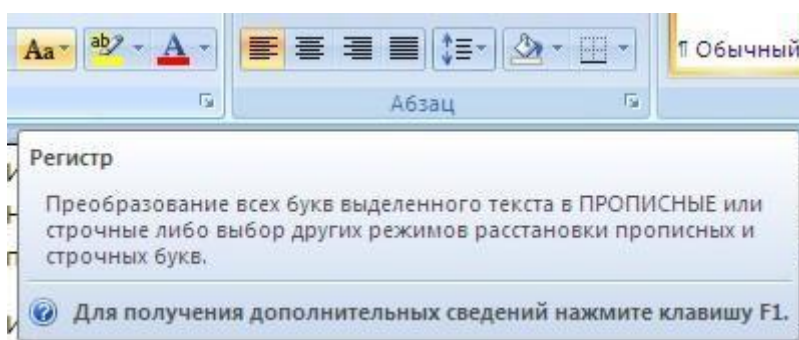 Aa ab A ¶ Обычный
Абзац
Регистр
Преобразование всех букв выделенного текста в ПРОПИСНЫЕ или
строчные либо выбор других режимов расстановки прописных и
строчных букв.
Для получения дополнительных сведений нажмите клавишу F1.